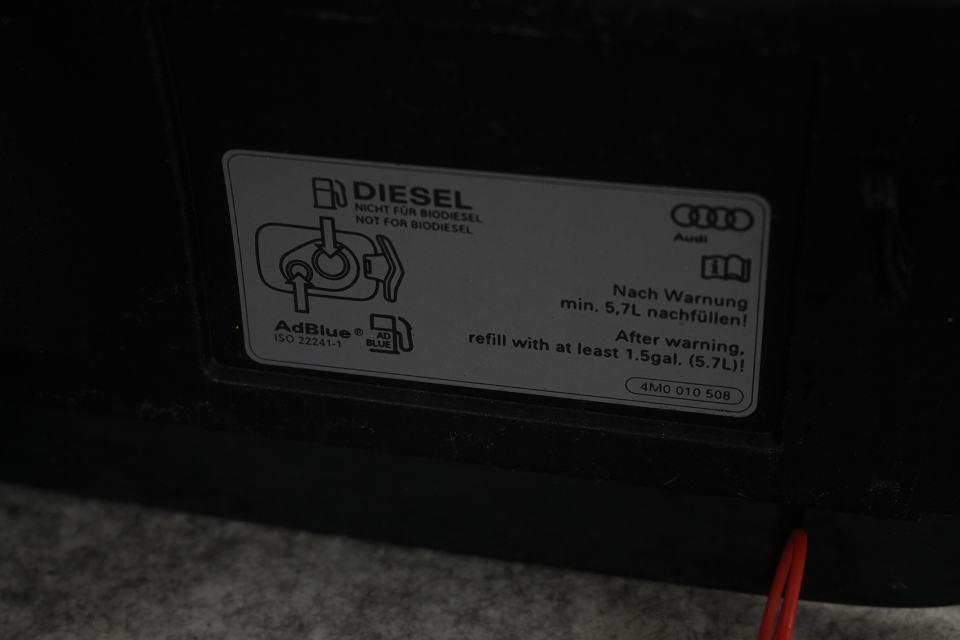 DIESEL
NICHT FÜR BIODIESEL
NOT FOR BIODIESEL
AdBlue®
ISO 22241-1
AD
BLUE
Audi
Nach Warnung
min. 5,7L nachfüllen!
After warning,
refill with at least 1.5gal. (5.7L)!
4M0 010 508